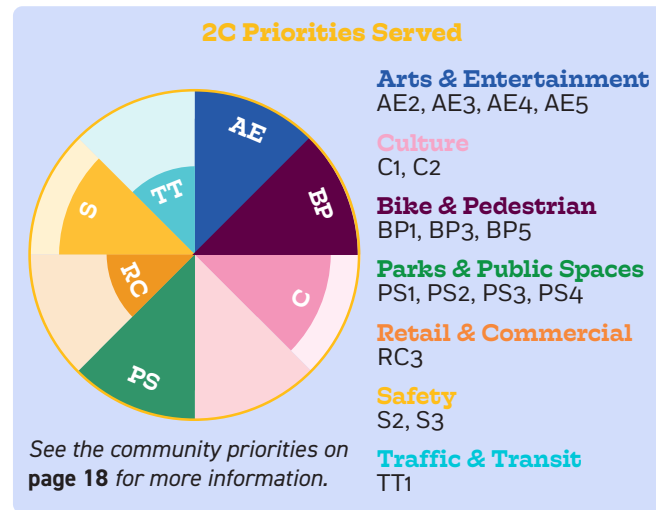 2C Priorities Served
AE
BP
C
PS
RC
S
TT
See the community priorities on
page 18 for more information.
Arts & Entertainment
AE2, AE3, AE4, AE5
Culture
C1, C2
Bike & Pedestrian
BP1, BP3, BP5
Parks & Public Spaces
PS1, PS2, PS3, PS4
Retail & Commercial
RC3
Safety
S2, S3
Traffic & Transit
TT1